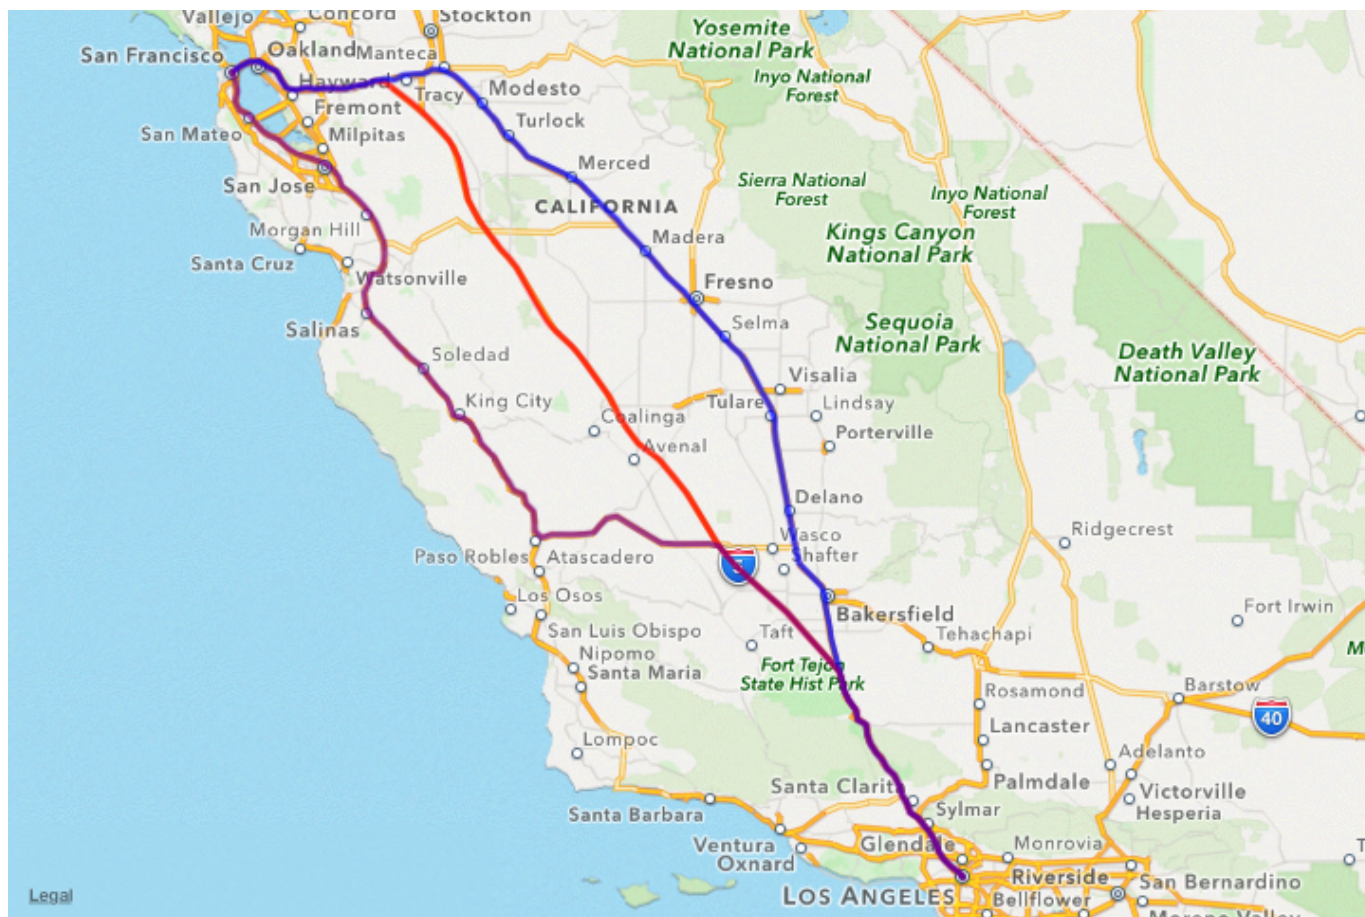 Vallejo
Concord
Stockton
Yosemite
National Park
San Francisco
Oakland
Manteca
Inyo National
Forest
Hayward
Tracy
Modesto
Fremont
San Mateo
Milpitas
Turlock
Merced
San Jose
Sierra National
Forest
Inyo National
Forest
CALIFORNIA
Morgan Hill
Madera
Kings Canyon
National Park
Santa Cruz
Watsonville
Fresno
Salinas
Selma
Sequoia
National Park
Soledad
Death Valley
National Park
Visalia
King City
Tulare
Lindsay
Coalinga
Porterville
Avenal
Delano
Ridgecrest
Wasco
Paso Robles
Atascadero
Shafter
5
Los Osos
Bakersfield
Fort Irwin
San Luis Obispo
Taft
Tehachapi
Nipomo
Santa Maria
Fort Tejon
State Hist Park
Rosamond
Barstow
40
Lancaster
Lompoc
Adelanto
Santa Clarita
Palmdale
Victorville
Santa Barbara
Sylmar
Hesperia
Ventura
Glendale
Monrovia
Oxnard
Riverside
San Bernardino
Legal
LOS ANGELES
Bellflower
Moreno Valley